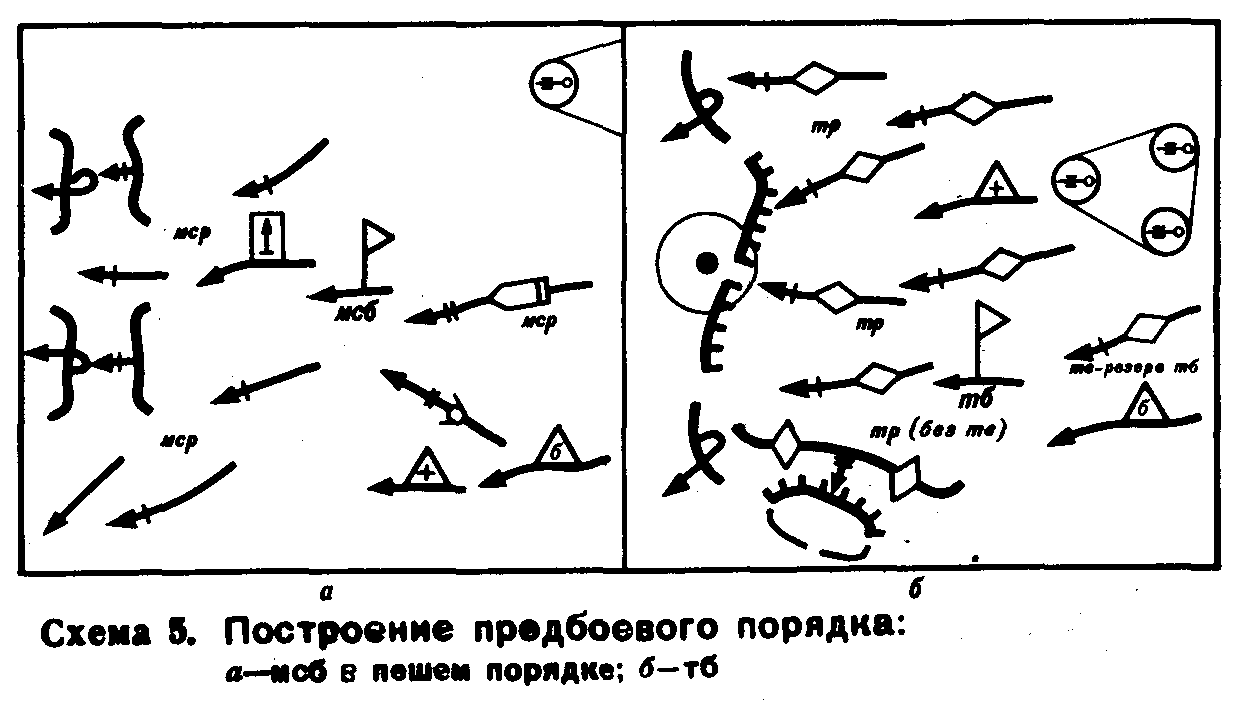 тр
мср
мсб
мср
тр
тв-резерв тб
тб
б
тр (без тв)
мср
б
а
б
Схема 5. Построение предбоевого порядка:
а—мсб в пешем порядке; б—тб